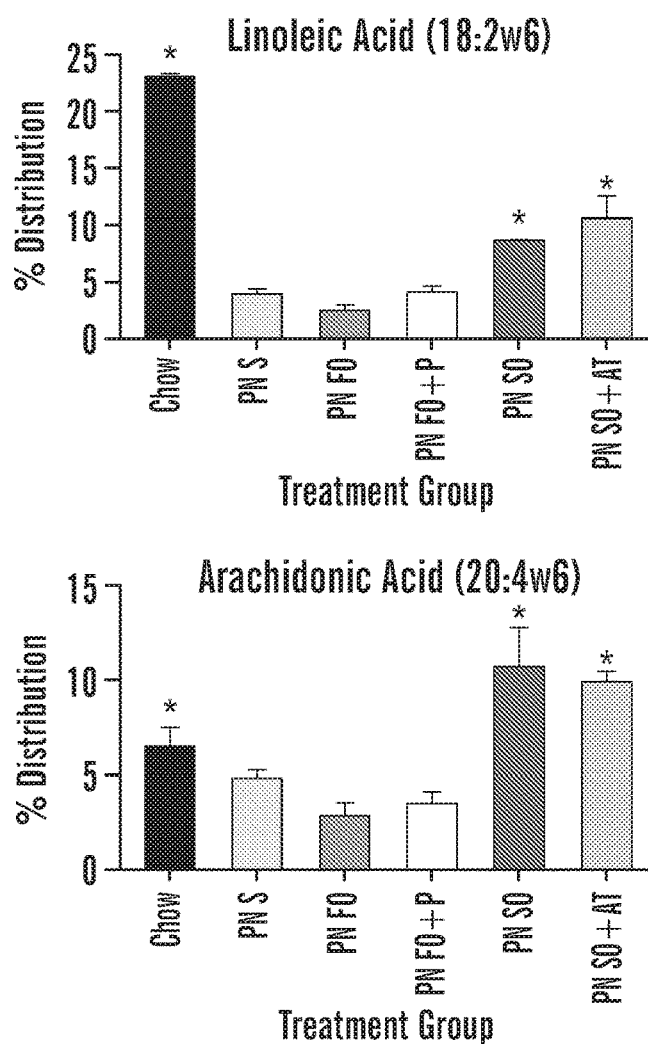 Linoleic Acid (18:2w6)
% Distribution
25
20
15
10
5
0
*
*
*
Chow
PN S
PN FO
PN FO+P
PN SO
PN SO+AT
Treatment Group
Arachidonic Acid (20:4w6)
% Distribution
15
10
5
0
*
*
*
Chow
PN S
PN FO
PN FO+P
PN SO
PN SO+AT
Treatment Group